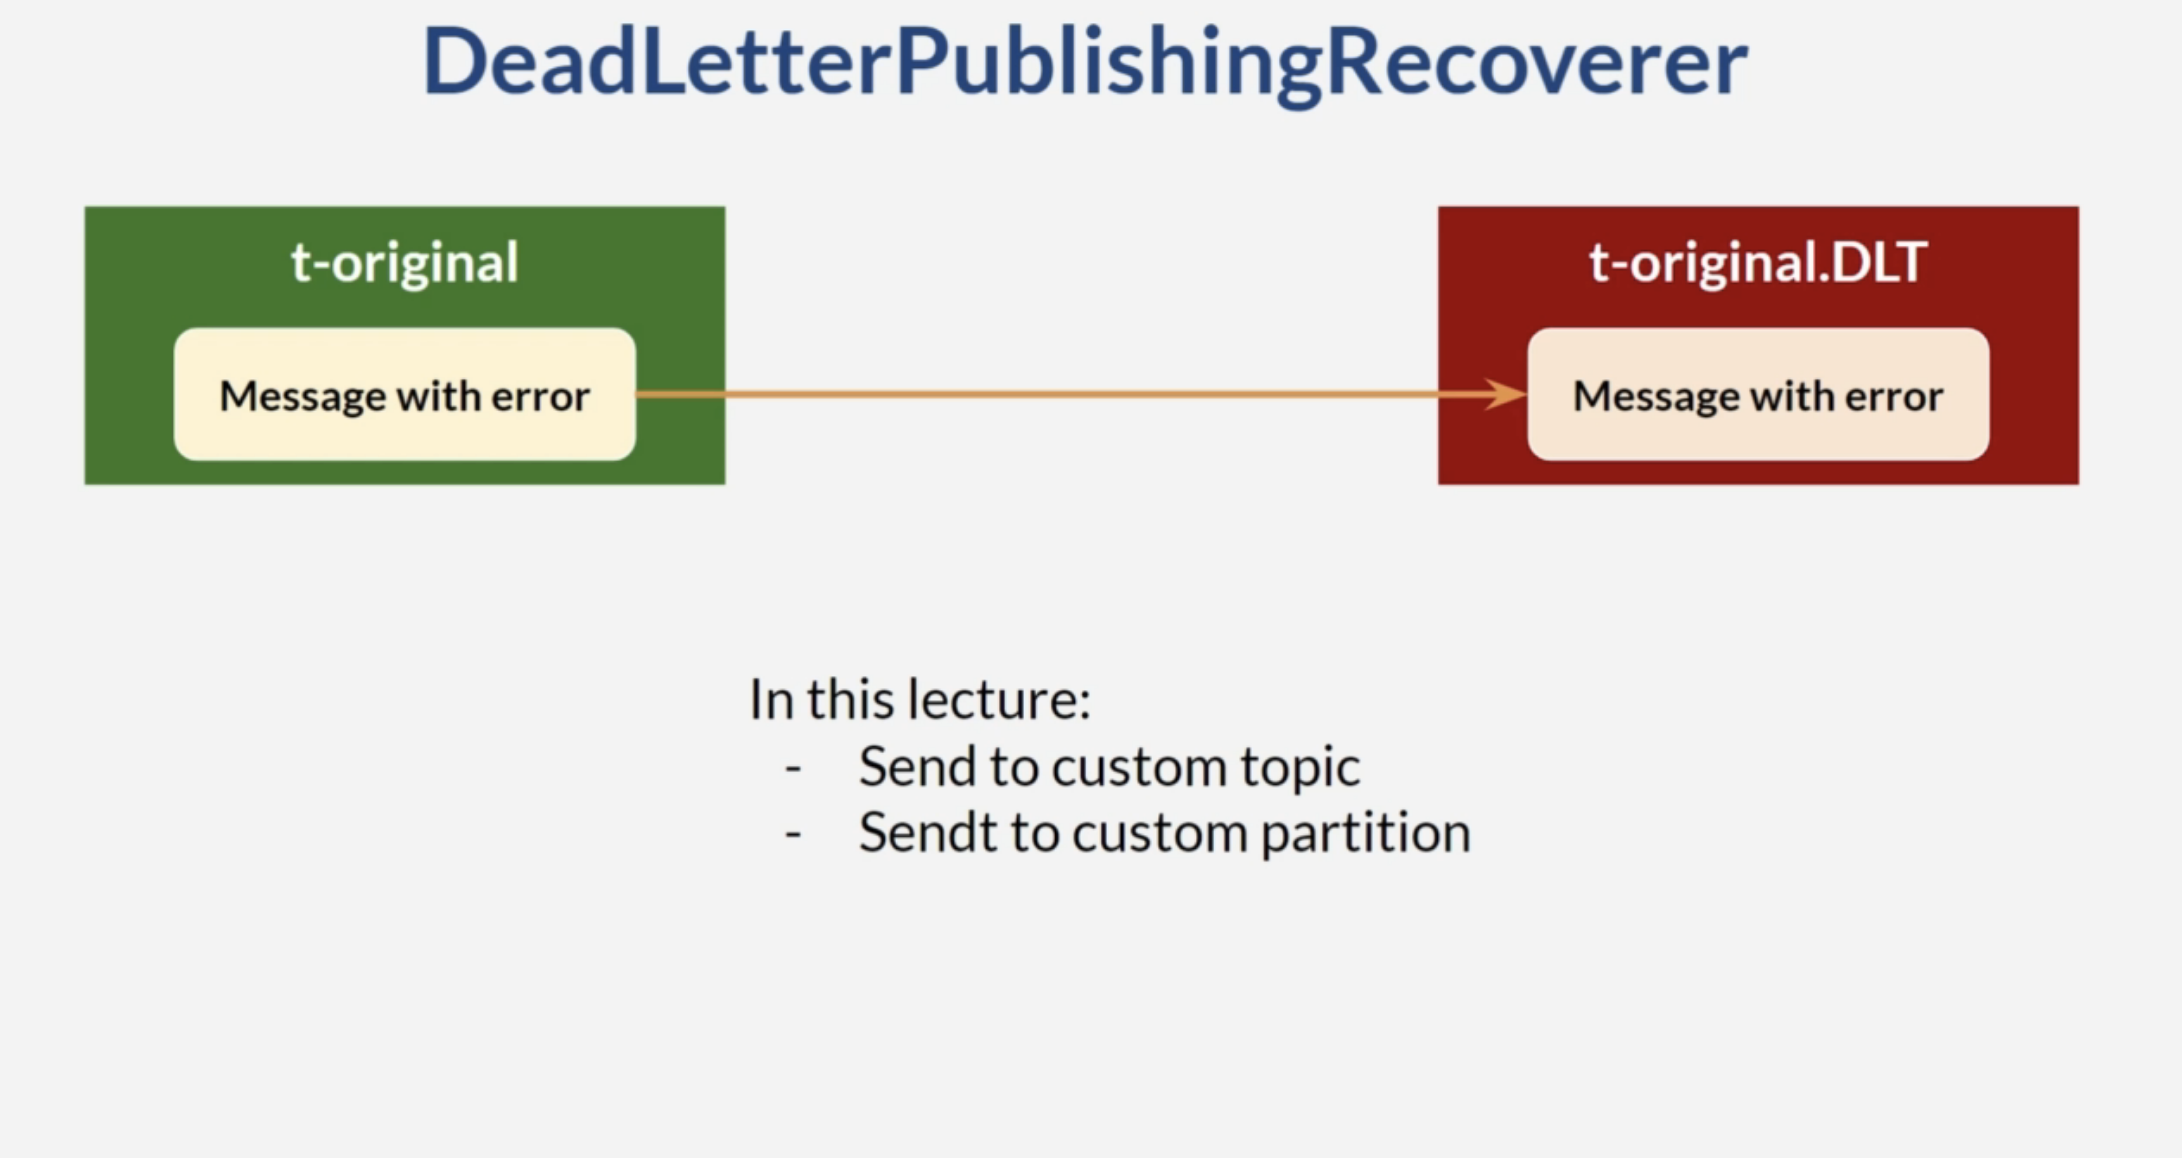 DeadLetterPublishingRecoverer
t-original
t-original.DLT
Message with error
Message with error
In this lecture:
- Send to custom topic
- Sendt to custom partition